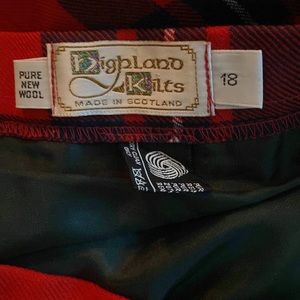 PURE
NEW
WOOL
Highland
Kilts
MADE IN SCOTLAND
18